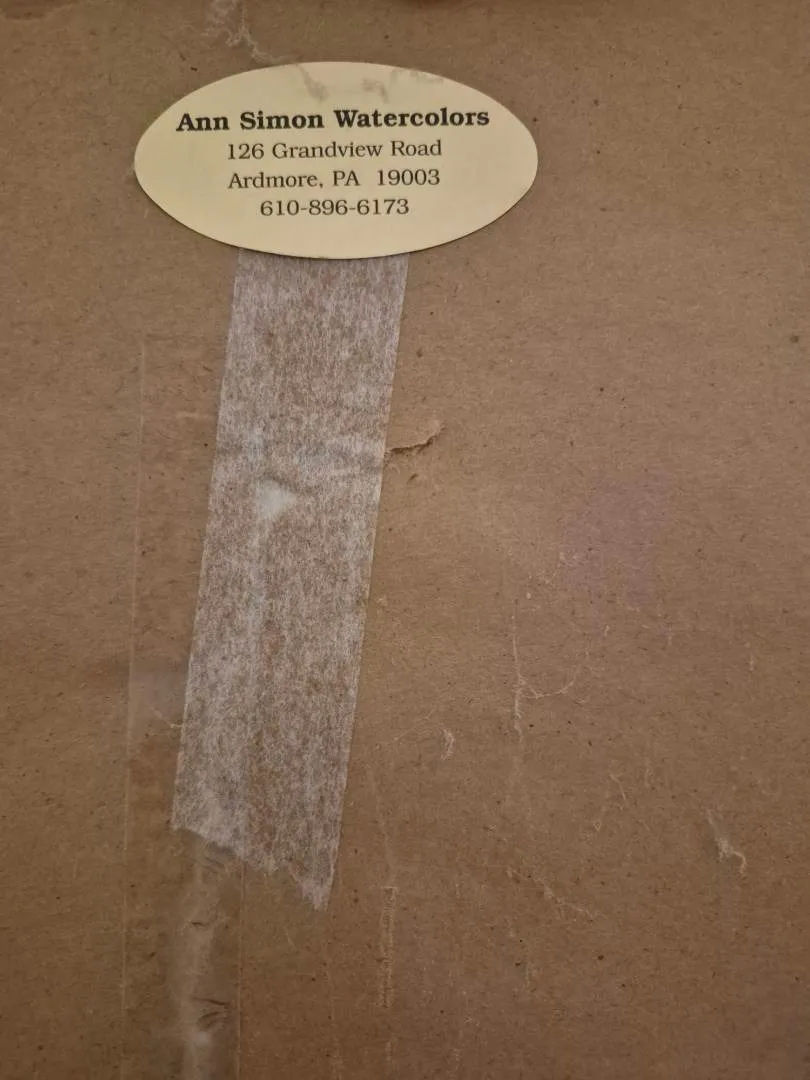 Ann Simon Watercolors
126 Grandview Road
Ardmore, PA 19003
610-896-6173